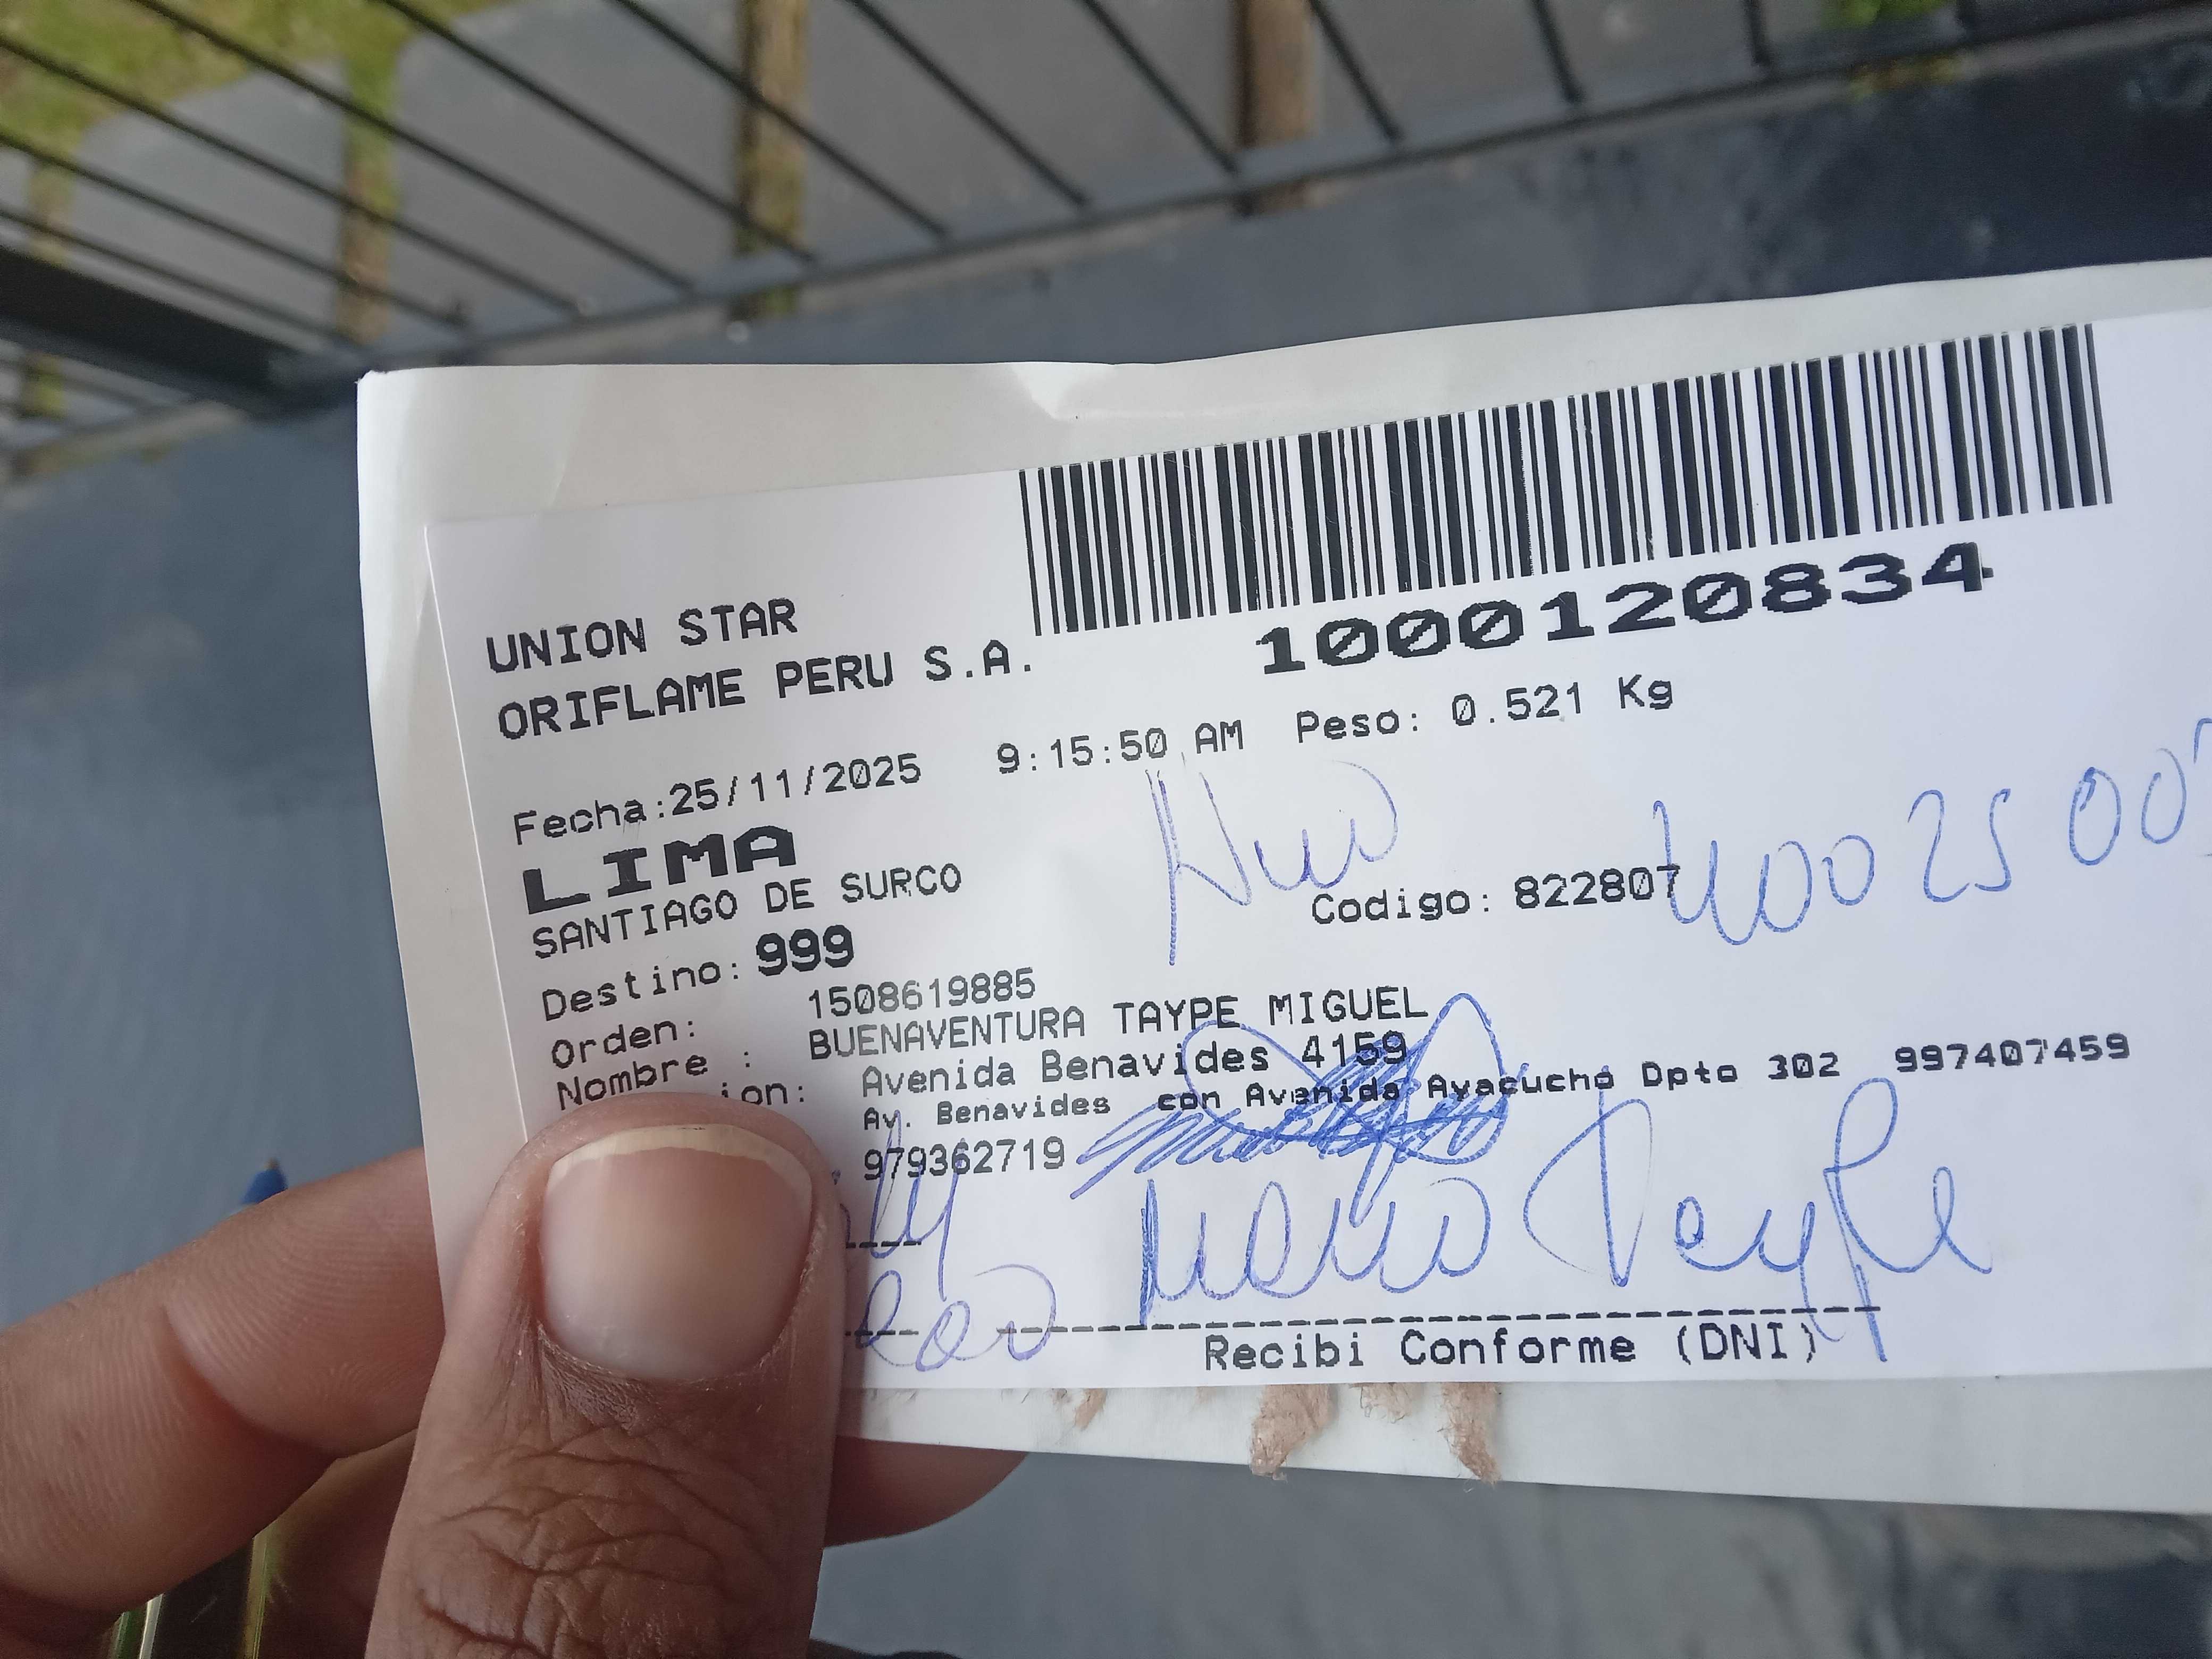 UNION STAR
ORIFLAME PERU S.A.
1000120834
Fecha:25/11/2025 9:15:50 AM Peso: 0.521 Kg
LIMA
SANTIAGO DE SURCO
Codigo: 822807
Destino: 999
Orden: 1508619885
Nombre : BUENAVENTURA TAYPE MIGUEL
ion: Avenida Benavides 4159
Av. Benavides con Avenida Ayacucho Dpto 302 997407459
979362719
Taype
Recibi Conforme (DNI)